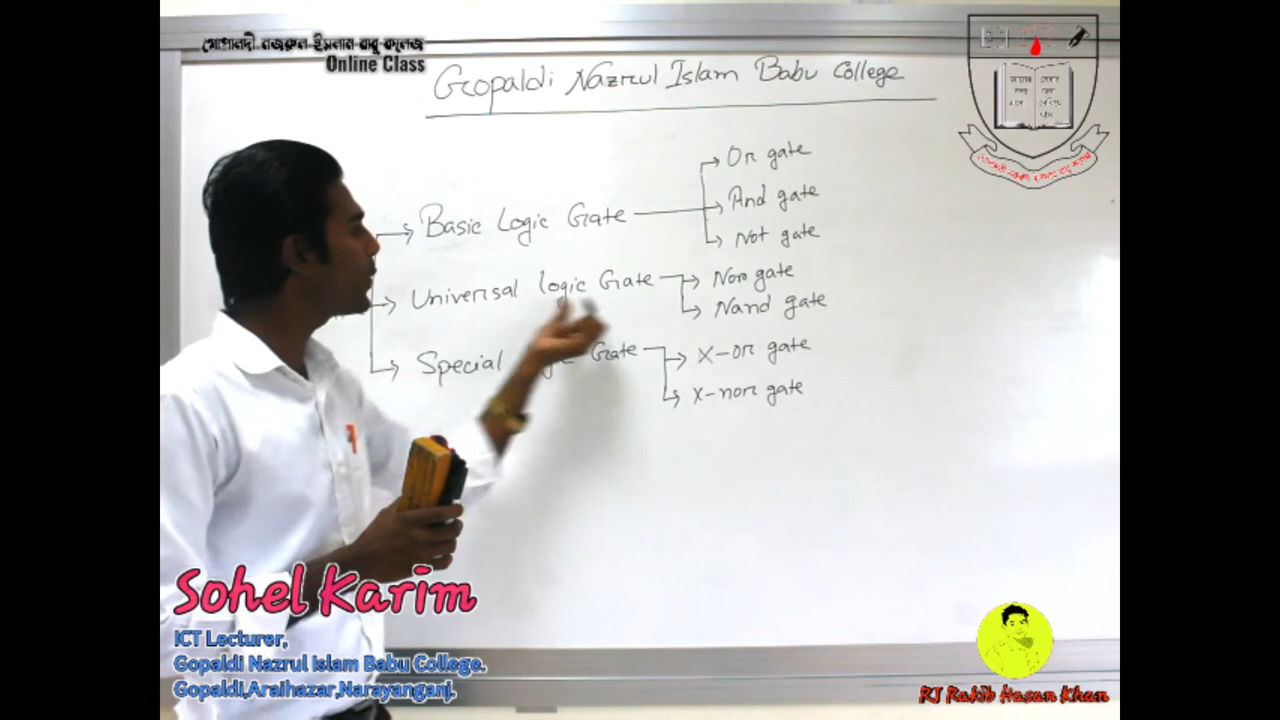 গোপালদী নজরুল ইসলাম বাবু কলেজ
Online Class
Gopaldi Nazrul Islam Babu College
Basic Logic Gate
Or gate
And gate
Not gate
Universal logic Gate
Nor gate
Nand gate
Special Gate
X-or gate
X-nor gate
Sohel Karim
ICT Lecturer,
Gopaldi Nazrul Islam Babu College.
Gopaldi,Araihazar,Narayanganj.
RJ Rakib Hasan Khan